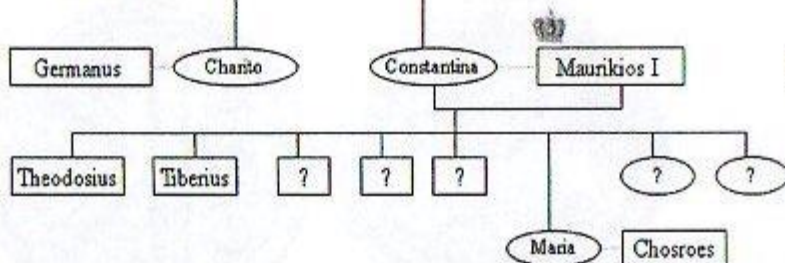 Germanus Charito Constantina Maurikios I
Theodosius Tiberius ? ? ? ? ?
Maria Chosroes